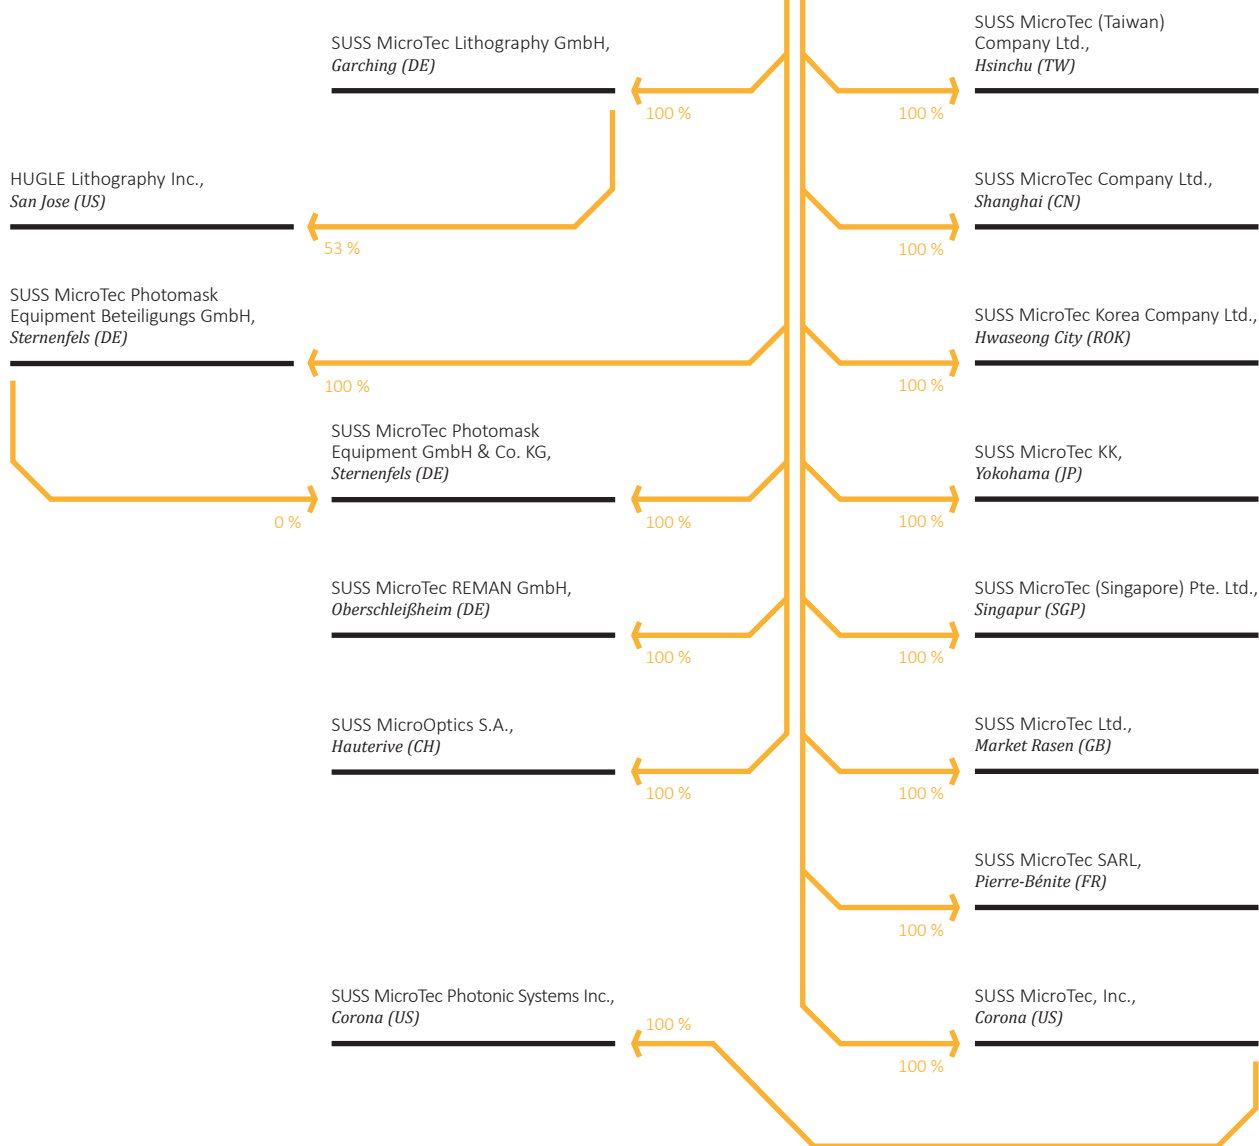 SUSS MicroTec Lithography GmbH,
Garching (DE)
100 %
SUSS MicroTec (Taiwan)
Company Ltd.,
Hsinchu (TW)
100 %
HUGLE Lithography Inc.,
San Jose (US)
53 %
SUSS MicroTec Company Ltd.,
Shanghai (CN)
100 %
SUSS MicroTec Photomask
Equipment Beteiligungs GmbH,
Sternenfels (DE)
100 %
SUSS MicroTec Korea Company Ltd.,
Hwaseong City (ROK)
100 %
SUSS MicroTec Photomask
Equipment GmbH & Co. KG,
Sternenfels (DE)
0 %
100 %
SUSS MicroTec KK,
Yokohama (JP)
100 %
SUSS MicroTec REMAN GmbH,
Oberschleißheim (DE)
100 %
SUSS MicroTec (Singapore) Pte. Ltd.,
Singapur (SGP)
100 %
SUSS MicroOptics S.A.,
Hauterive (CH)
100 %
SUSS MicroTec Ltd.,
Market Rasen (GB)
100 %
SUSS MicroTec SARL,
Pierre-Bénite (FR)
100 %
SUSS MicroTec Photonic Systems Inc.,
Corona (US)
100 %
SUSS MicroTec, Inc.,
Corona (US)
100 %